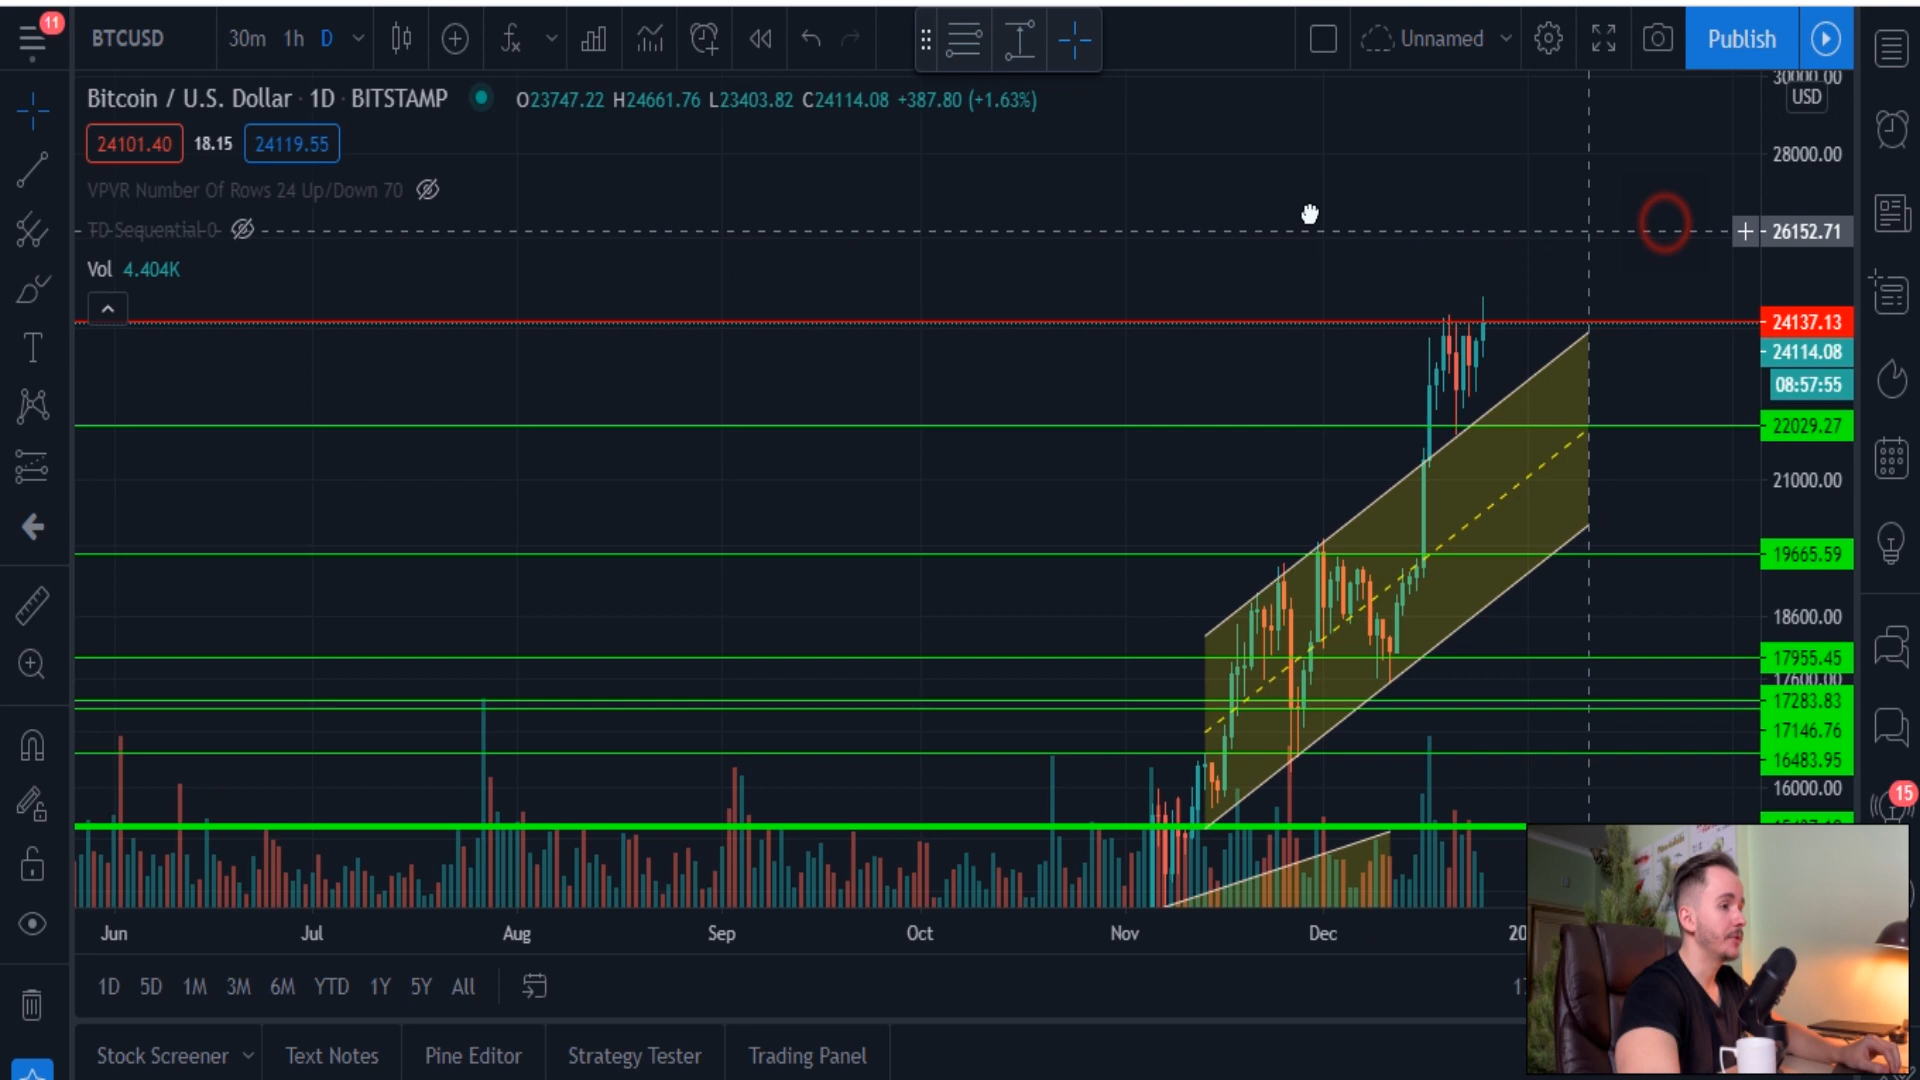 11
BTCUSD 30m 1h D Unnamed Publish
Bitcoin / U.S. Dollar · 1D · BITSTAMP O23747.22 H24661.76 L23403.82 C24114.08 +387.80 (+1.63%)
24101.40 18.15 24119.55
VPVR Number Of Rows 24 Up/Down 70
TD Sequential 0
Vol 4.404K
30000.00
USD
28000.00
26152.71
24137.13
24114.08
08:57:55
22029.27
21000.00
19665.59
18600.00
17955.45
17600.00
17283.83
17146.76
16483.95
16000.00
15
Jun Jul Aug Sep Oct Nov Dec 20
1D 5D 1M 3M 6M YTD 1Y 5Y All
Stock Screener Text Notes Pine Editor Strategy Tester Trading Panel